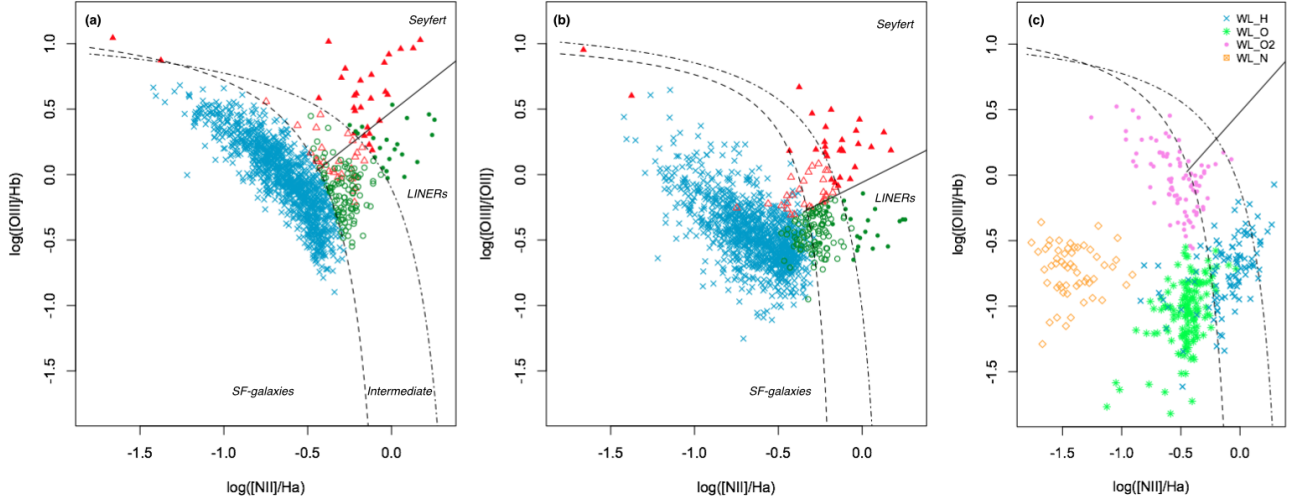 (a)
Seyfert
LINERs
SF-galaxies
Intermediate
1.0
0.5
0.0
-0.5
-1.0
-1.5
log([OIII]/Hb)
-1.5
-1.0
-0.5
0.0
log([NII]/Ha)
(b)
Seyfert
LINERs
SF-galaxies
1.0
0.5
0.0
-0.5
-1.0
-1.5
log([OIII]/[OII])
-1.5
-1.0
-0.5
0.0
log([NII]/Ha)
(c)
WL_H
WL_O
WL_O2
WL_N
1.0
0.5
0.0
-0.5
-1.0
-1.5
log([OIII]/Hb)
-1.5
-1.0
-0.5
0.0
log([NII]/Ha)